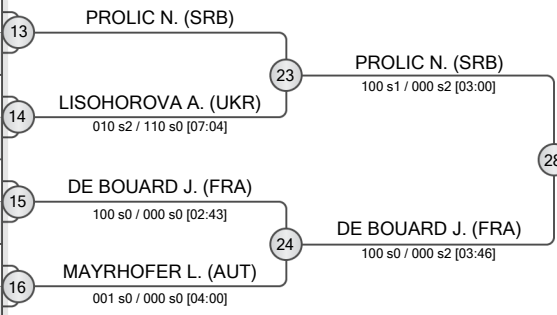 13
PROLIC N. (SRB)
23
PROLIC N. (SRB)
100 s1 / 000 s2 [03:00]
14
LISOHOROVA A. (UKR)
010 s2 / 110 s0 [07:04]
28
15
DE BOUARD J. (FRA)
100 s0 / 000 s0 [02:43]
24
DE BOUARD J. (FRA)
100 s0 / 000 s2 [03:46]
16
MAYRHOFER L. (AUT)
001 s0 / 000 s0 [04:00]